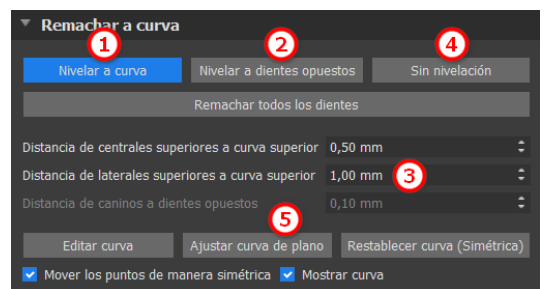 Remachar a curva
1 2 4
Nivelar a curva Nivelar a dientes opuestos Sin nivelación
Remachar todos los dientes
Distancia de centrales superiores a curva superior 0,50 mm
Distancia de laterales superiores a curva superior 1,00 mm 3
Distancia de caninos a dientes opuestos 0,10 mm
5
Editar curva Ajustar curva de plano Restablecer curva (Simétrica)
Mover los puntos de manera simétrica Mostrar curva